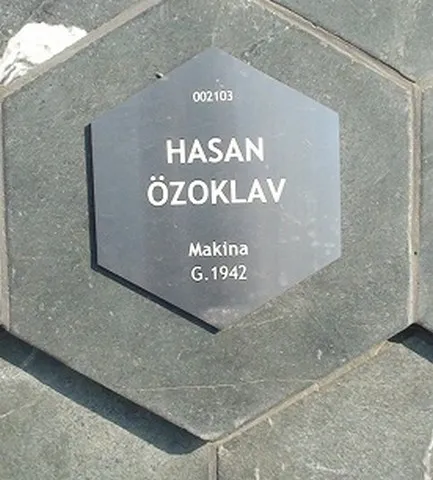 002103
HASAN
ÖZOKLAV
Makina
G.1942